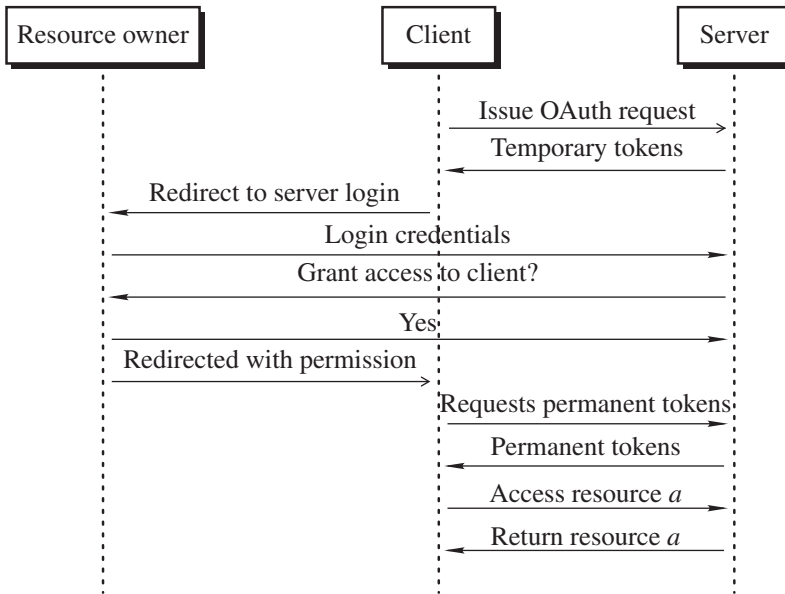 Resource owner
Client
Server
Issue OAuth request
Temporary tokens
Redirect to server login
Login credentials
Grant access to client?
Yes
Redirected with permission
Requests permanent tokens
Permanent tokens
Access resource a
Return resource a